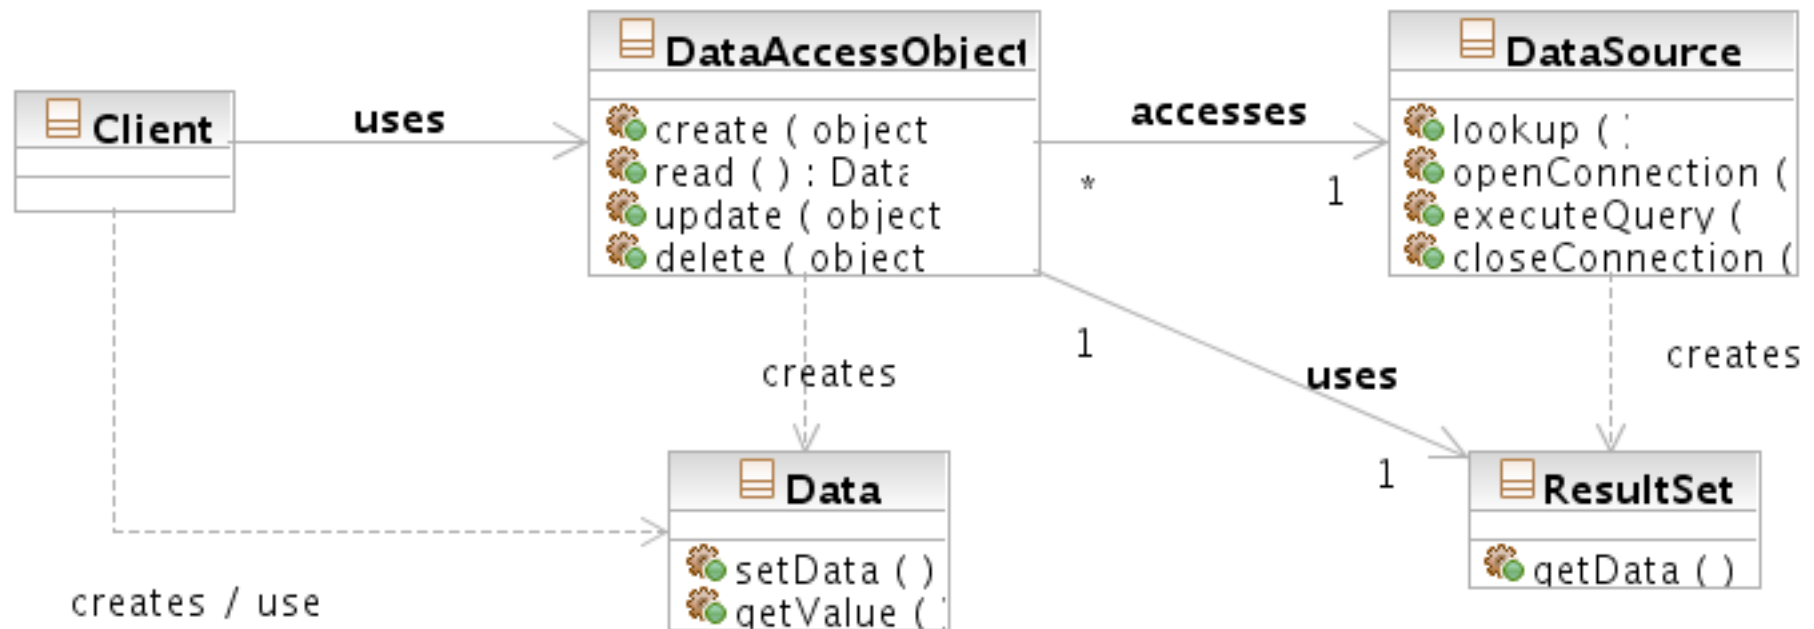 DataAccessObject
DataSource
Client
uses
accesses
create ( object
read ( ) : Data
update ( object
delete ( object
lookup ( )
openConnection (
executeQuery (
closeConnection (
*
1
creates
1
uses
1
creates
Data
setData ( )
getValue ( )
ResultSet
getData ( )
creates / use